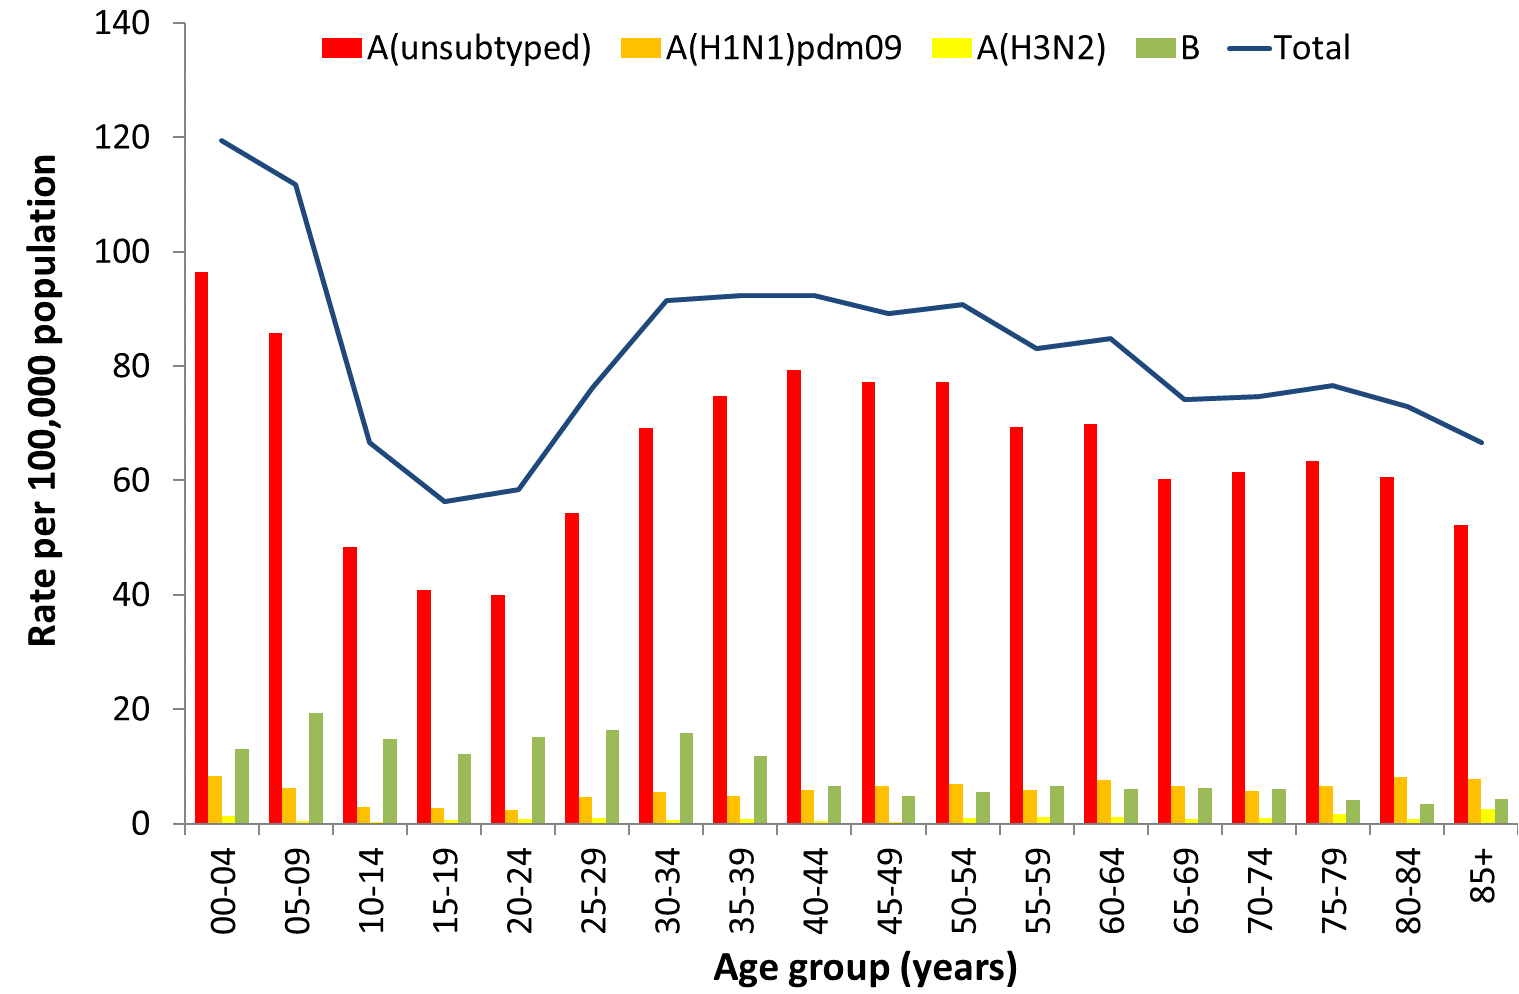 140
A(unsubtyped) A(H1N1)pdm09 A(H3N2) B Total
120
100
80
60
40
20
0
Rate per 100,000 population
00-04 05-09 10-14 15-19 20-24 25-29 30-34 35-39 40-44 45-49 50-54 55-59 60-64 65-69 70-74 75-79 80-84 85+
Age group (years)